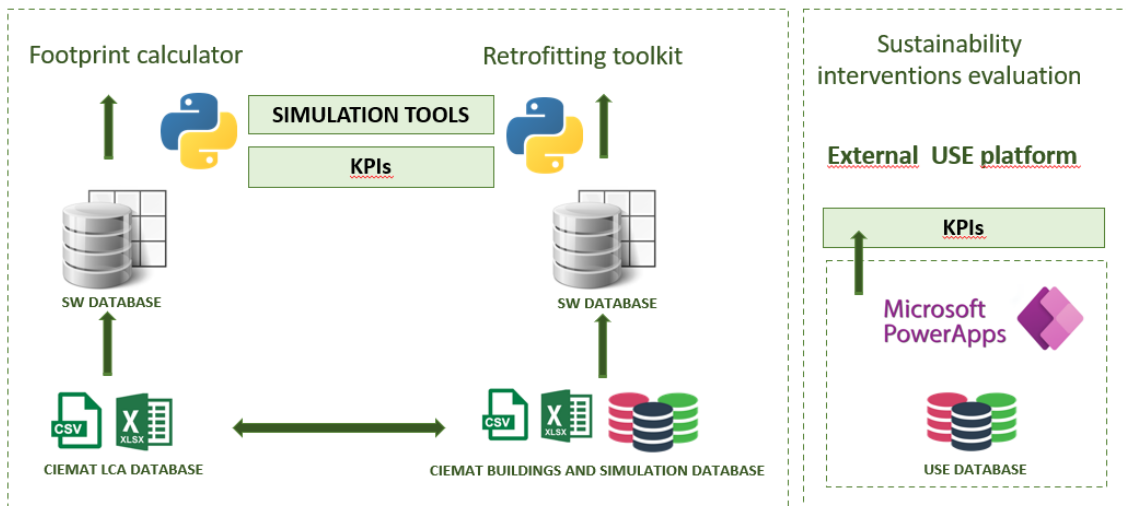 Footprint calculator
Retrofitting toolkit
SIMULATION TOOLS
KPIs
SW DATABASE
SW DATABASE
CSV
X
XLSX
CIEMAT LCA DATABASE
CSV
X
XLSX
CIEMAT BUILDINGS AND SIMULATION DATABASE
Sustainability
interventions evaluation
External USE platform
KPIs
Microsoft
PowerApps
USE DATABASE